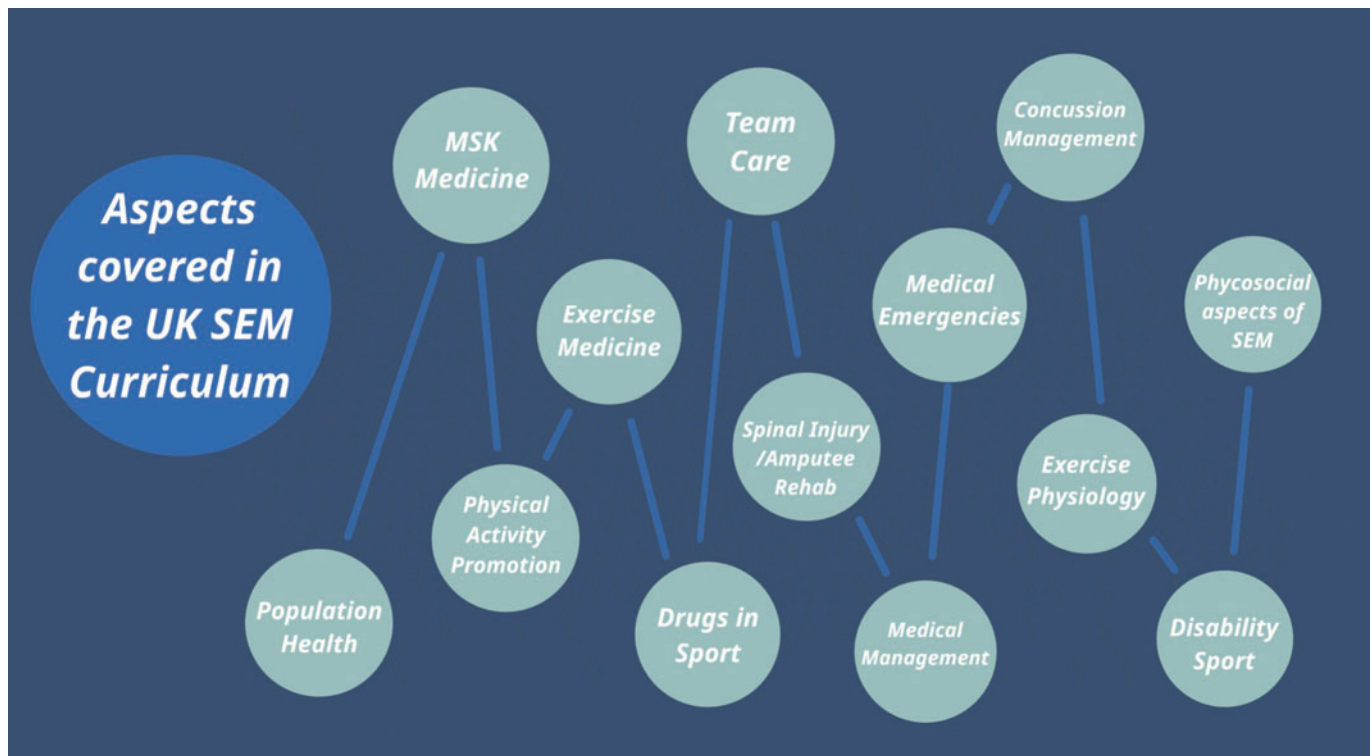 Aspects
covered in
the UK SEM
Curriculum
Population
Health
MSK
Medicine
Physical
Activity
Promotion
Exercise
Medicine
Drugs in
Sport
Team
Care
Spinal Injury
/Amputee
Rehab
Medical
Management
Medical
Emergencies
Concussion
Management
Exercise
Physiology
Disability
Sport
Phycosocial
aspects of
SEM